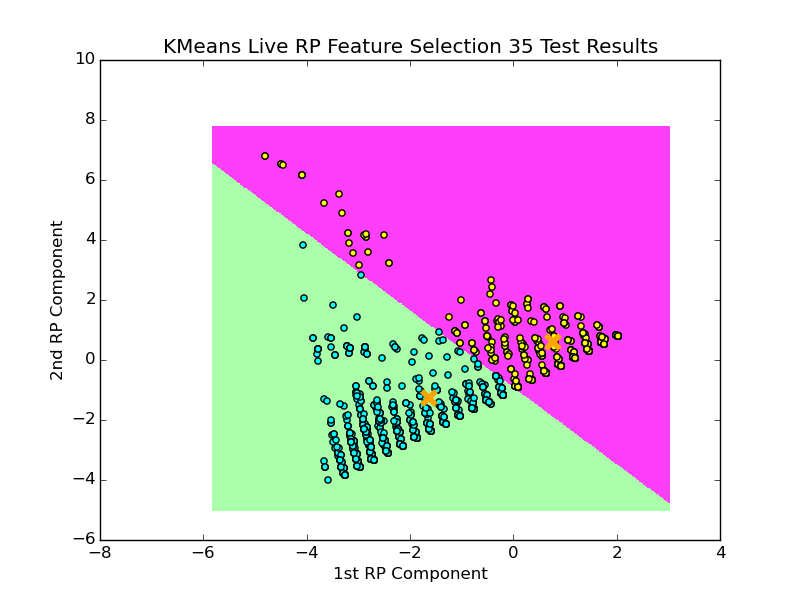 KMeans Live RP Feature Selection 35 Test Results
10
8
6
4
2
0
−2
−4
−6
2nd RP Component
−8 −6 −4 −2 0 2 4
1st RP Component